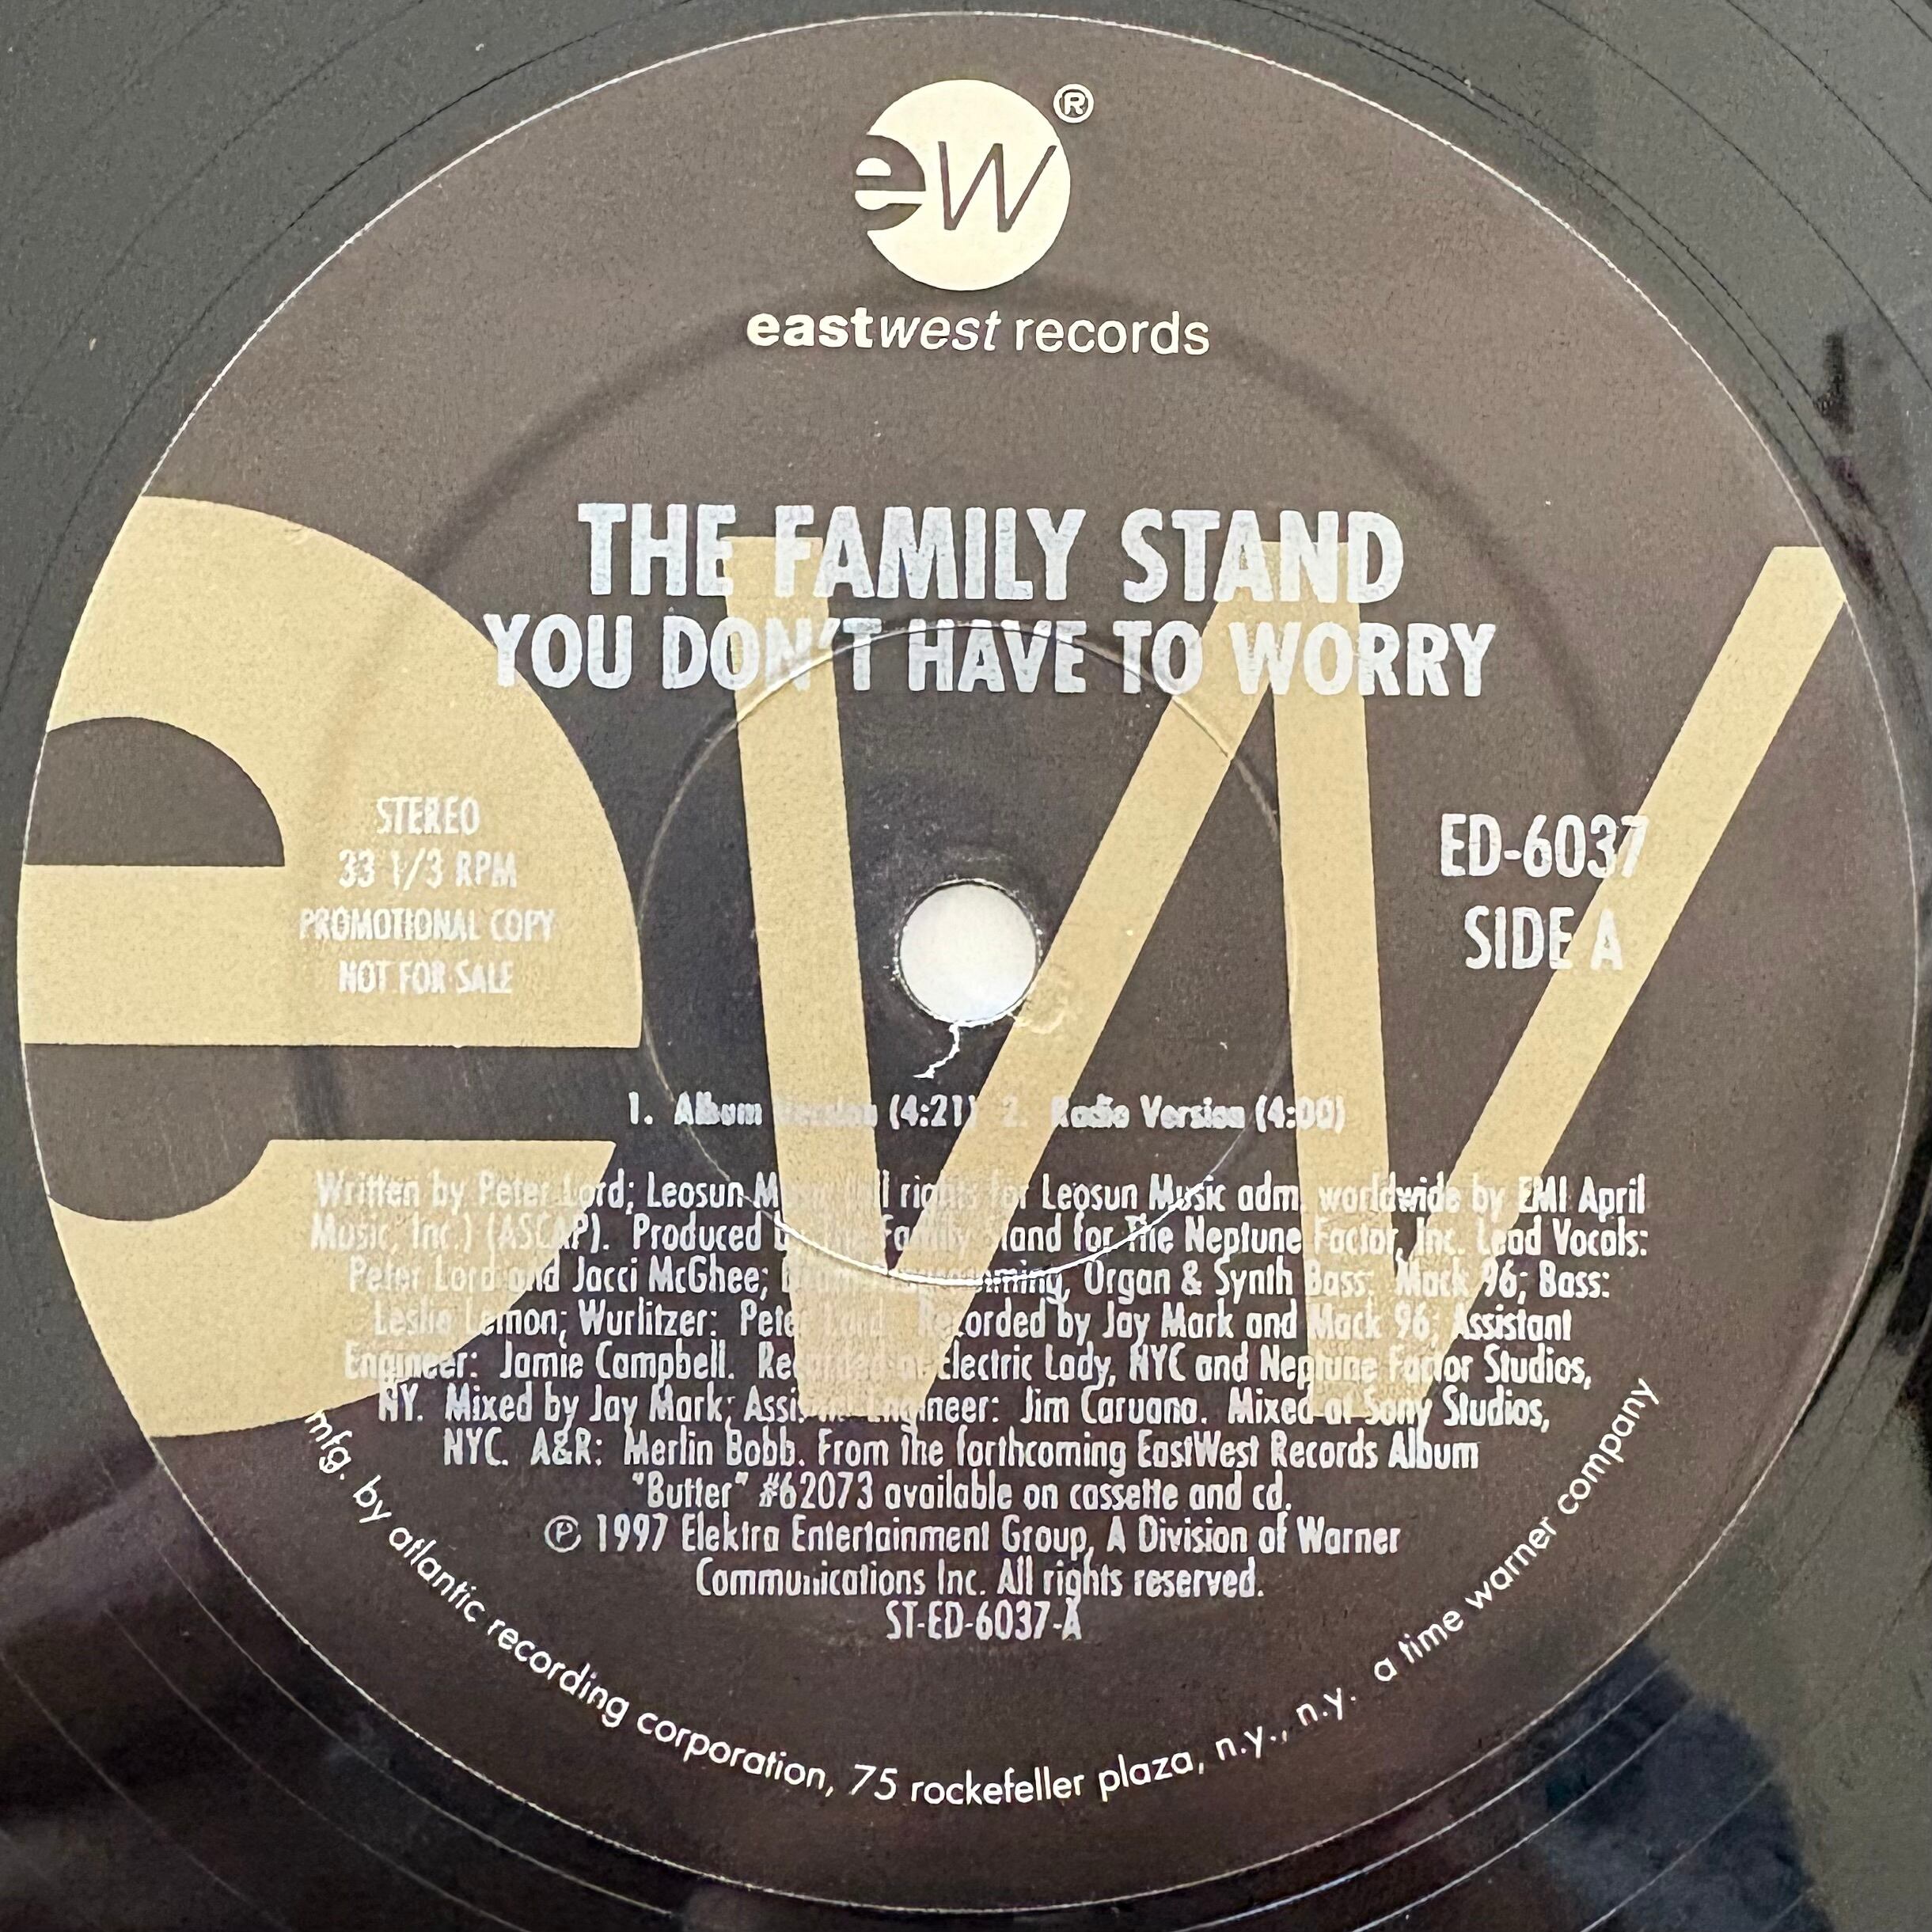 ew®
eastwest records
THE FAMILY STAND
YOU DON'T HAVE TO WORRY
ew
STEREO
33 1/3 RPM
PROMOTIONAL COPY
NOT FOR SALE
ED-6037
SIDE A
1. Album Version (4:21) 2. Radio Version (4:00)
Written by Peter Lord; Leosun rights for Leosun Music adm. worldwide by EMI April
Music, Inc.) (ASCAP). Produced Family Stand for The Neptune Factor, Inc. Lead Vocals:
Peter Lord and Jacci McGhee; Programming, Organ & Synth Bass: Mack 96; Bass:
Leslie Lemon; Wurlitzer: Peter Lord. Recorded by Jay Mark and Mack 96; Assistant
Engineer: Jamie Campbell. Recorded at Electric Lady, NYC and Neptune Factor Studios,
NY. Mixed by Jay Mark; Assistant Engineer: Jim Caruana. Mixed at Sony Studios,
NYC. A&R: Merlin Bobb. From the forthcoming EastWest Records Album
"Butter" #62073 available on cassette and cd.
℗ 1997 Elektra Entertainment Group, A Division of Warner
Communications Inc. All rights reserved.
ST-ED-6037-A
mfg. by atlantic recording corporation, 75 rockefeller plaza, n.y., n.y. a time warner company